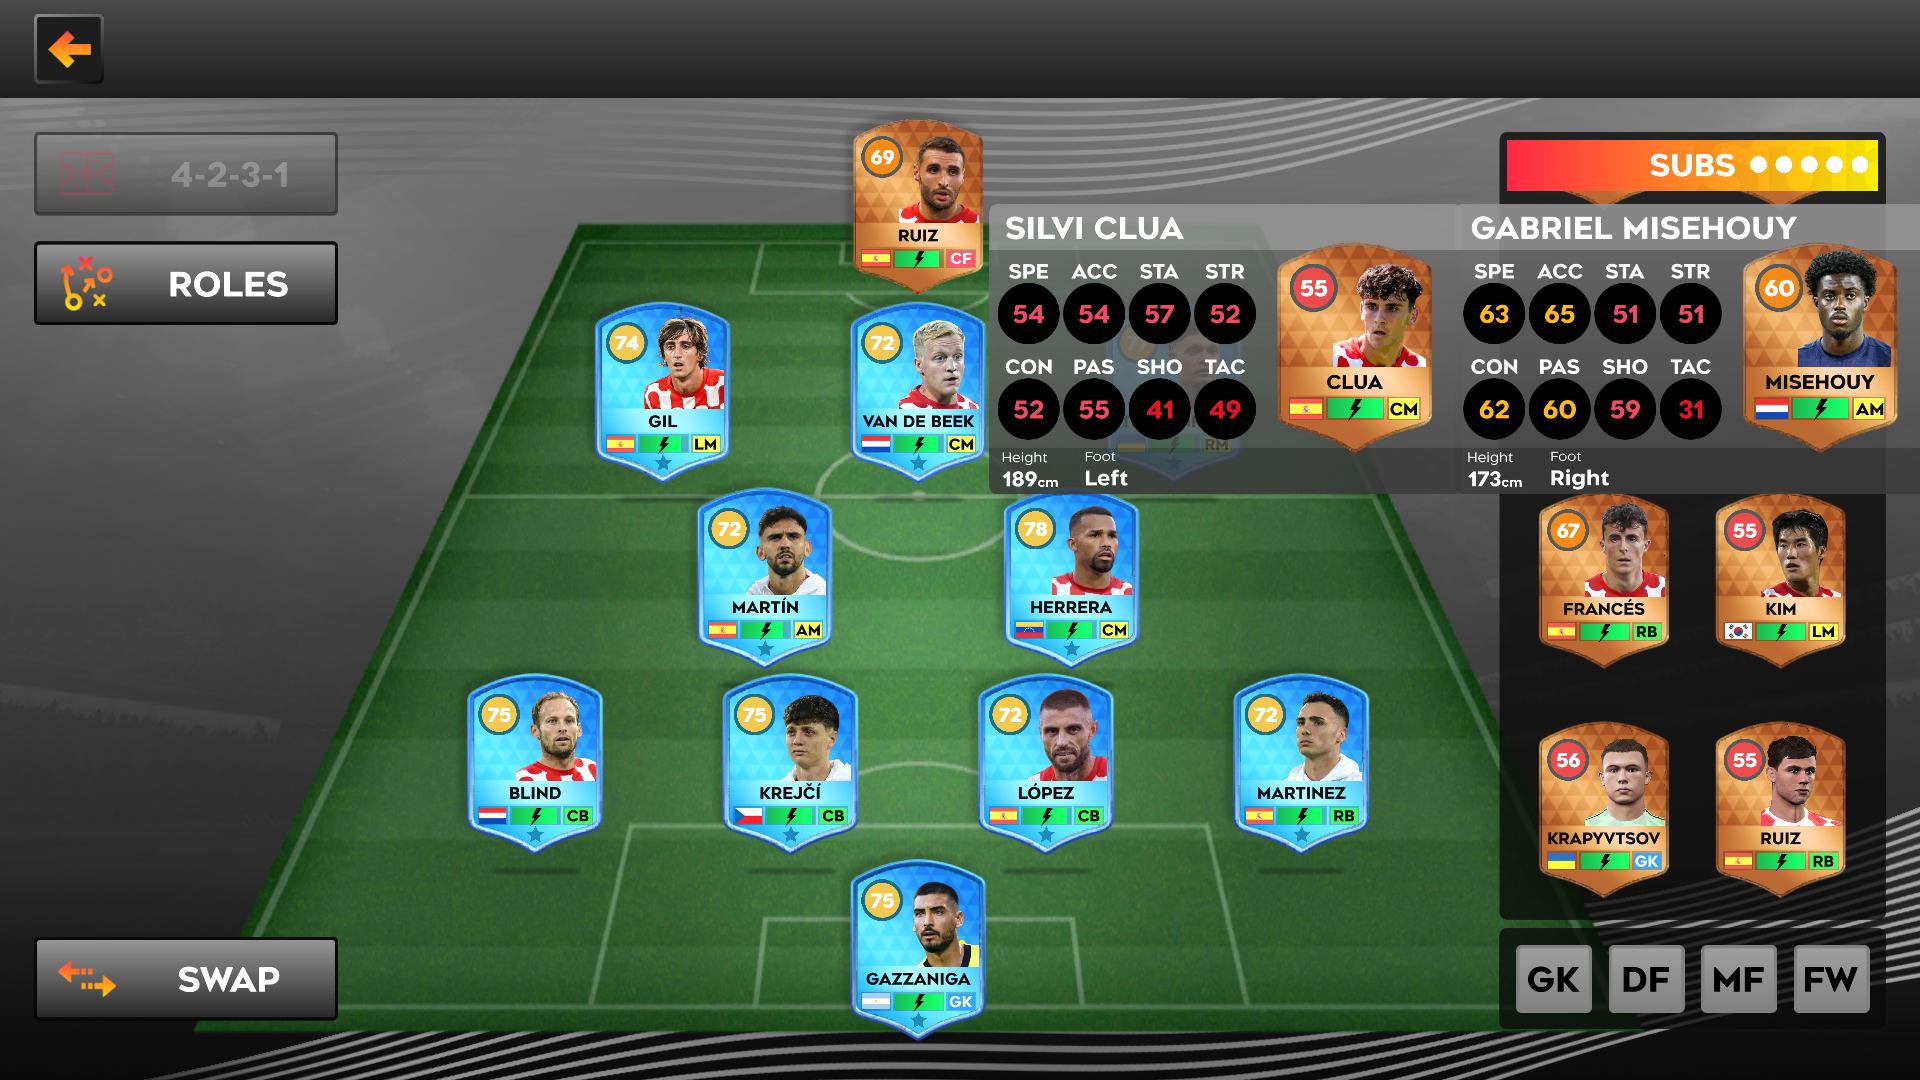 4-2-3-1
ROLES
SWAP
69
RUIZ
CF
74
GIL
LM
72
VAN DE BEEK
CM
RM
72
MARTÍN
AM
78
HERRERA
CM
75
BLIND
CB
75
KREJČÍ
CB
72
LÓPEZ
CB
72
MARTINEZ
RB
75
GAZZANIGA
GK
SILVI CLUA
SPE ACC STA STR
54 54 57 52
CON PAS SHO TAC
52 55 41 49
Height Foot
189cm Left
55
CLUA
CM
GABRIEL MISEHOUY
SPE ACC STA STR
63 65 51 51
CON PAS SHO TAC
62 60 59 31
Height Foot
173cm Right
60
MISEHOUY
AM
SUBS
67
FRANCÉS
RB
55
KIM
LM
56
KRAPYVTSOV
GK
55
RUIZ
RB
GK DF MF FW